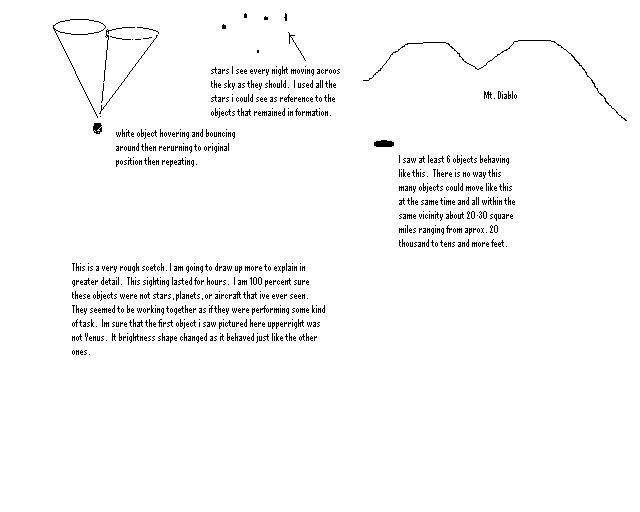 stars I see every night moving across
the sky as they should. I used all the
stars i could see as reference to the
objects that remained in formation.
Mt. Diablo
white object hovering and bouncing
around then rerurning to original
position then repeating.
I saw at least 6 objects behaving
like this. There is no way this
many objects could move like this
at the same time and all within the
same vicinity about 20-30 square
miles ranging from aprox. 20
thousand to tens and more feet.
This is a very rough scetch. I am going to draw up more to explain in
greater detail. This sighting lasted for hours. I am 100 percent sure
these objects were not stars, planets, or aircraft that ive ever seen.
They seemed to be working together as if they were performing some kind
of task. Im sure that the first object i saw pictured here upperright was
not Venus. It brightness shape changed as it behaved just like the other
ones.